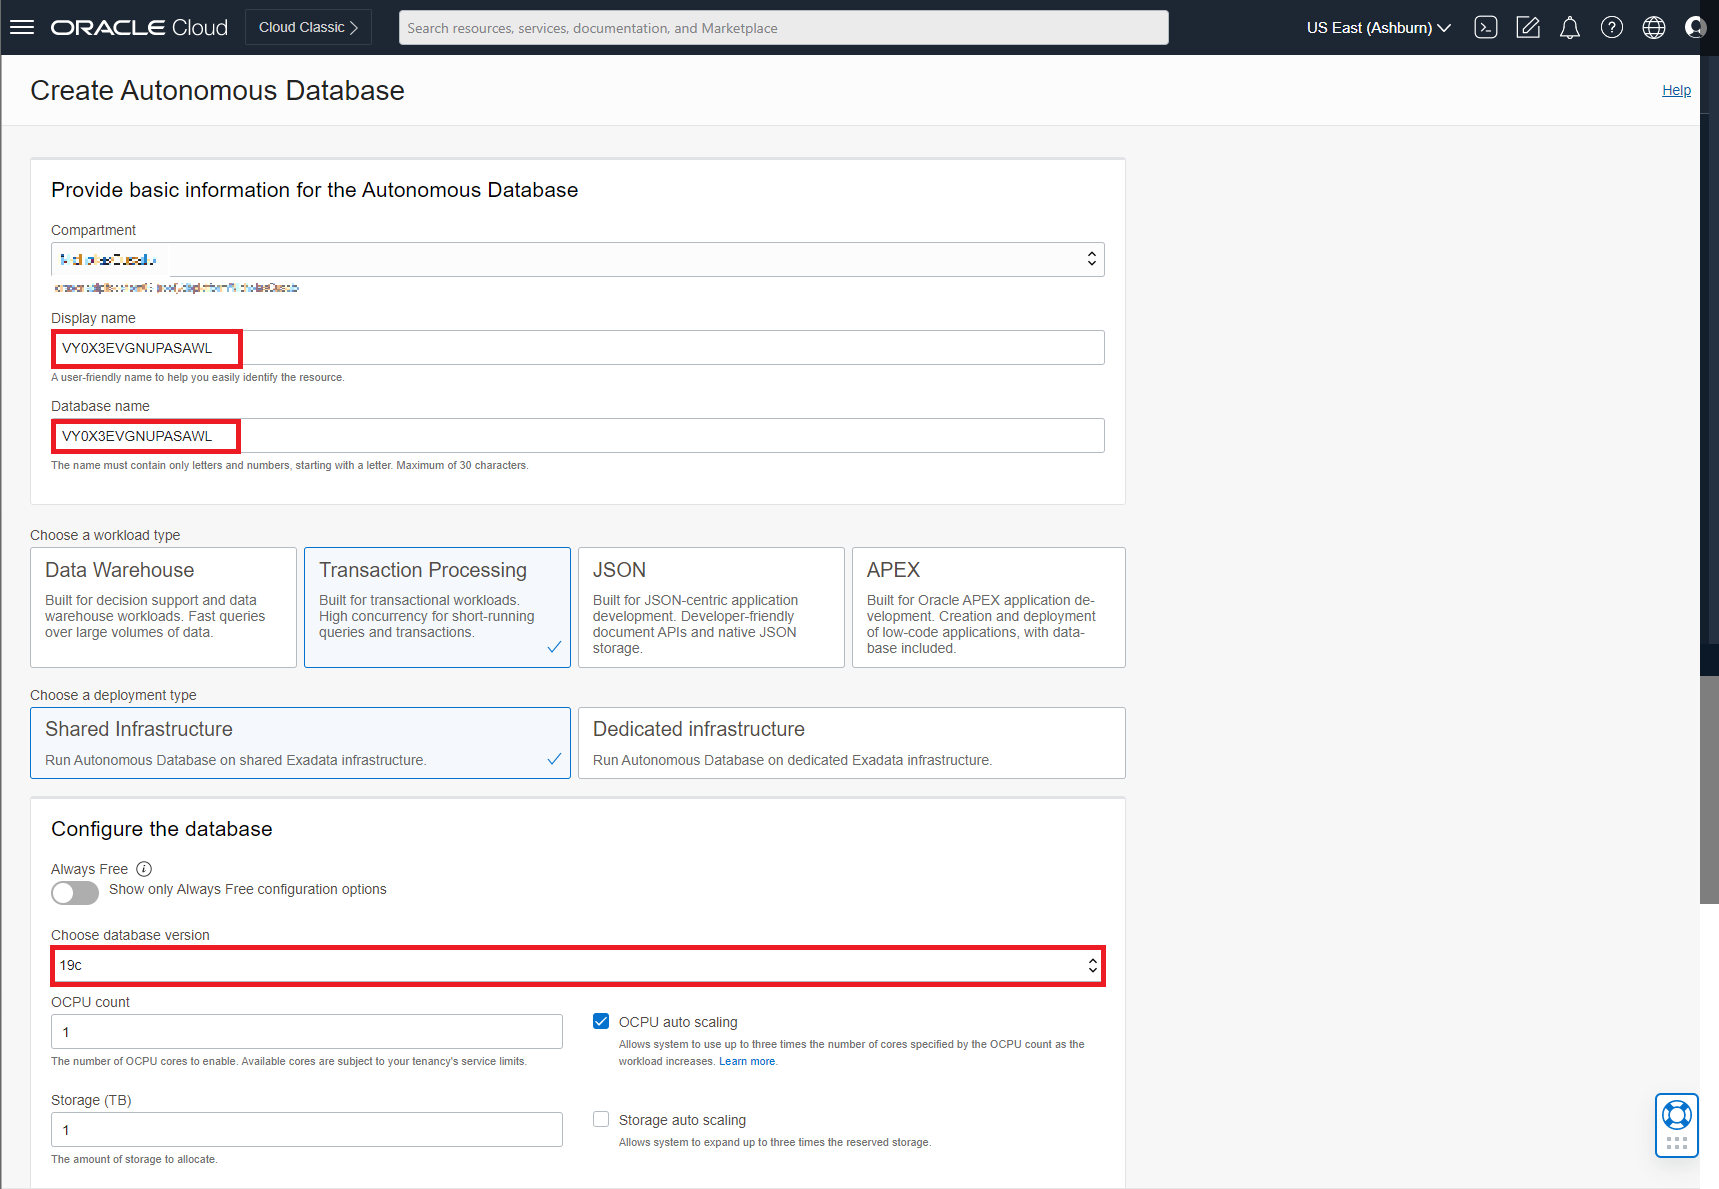 ORACLE Cloud
Cloud Classic
Search resources, services, documentation, and Marketplace
US East (Ashburn)
Create Autonomous Database
Help
Provide basic information for the Autonomous Database
Compartment
Display name
VY0X3EVGNUPASAWL
A user-friendly name to help you easily identify the resource.
Database name
VY0X3EVGNUPASAWL
The name must contain only letters and numbers, starting with a letter. Maximum of 30 characters.
Choose a workload type
Data Warehouse
Built for decision support and data
warehouse workloads. Fast queries
over large volumes of data.
Transaction Processing
Built for transactional workloads.
High concurrency for short-running
queries and transactions.
JSON
Built for JSON-centric application
development. Developer-friendly
document APIs and native JSON
storage.
APEX
Built for Oracle APEX application de-
velopment. Creation and deployment
of low-code applications, with data-
base included.
Choose a deployment type
Shared Infrastructure
Run Autonomous Database on shared Exadata infrastructure.
Dedicated infrastructure
Run Autonomous Database on dedicated Exadata infrastructure.
Configure the database
Always Free
Show only Always Free configuration options
Choose database version
19c
OCPU count
1
The number of OCPU cores to enable. Available cores are subject to your tenancy's service limits.
OCPU auto scaling
Allows system to use up to three times the number of cores specified by the OCPU count as the
workload increases. Learn more.
Storage (TB)
1
The amount of storage to allocate.
Storage auto scaling
Allows system to expand up to three times the reserved storage.